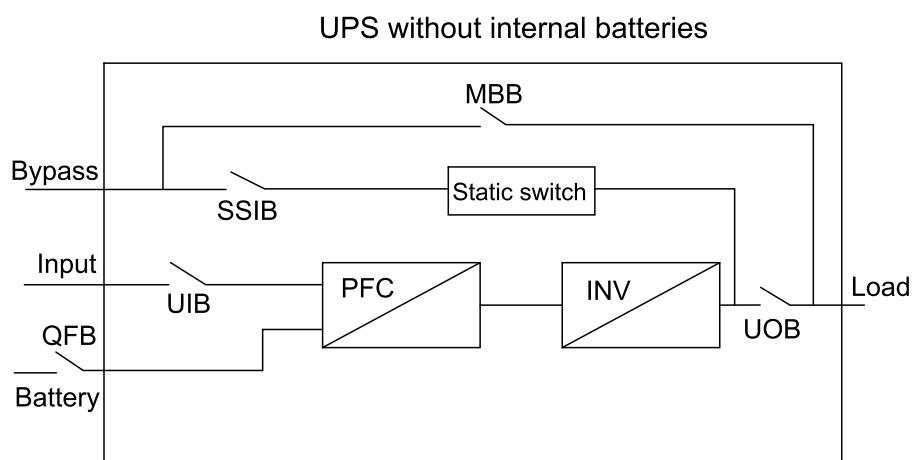 UPS without internal batteries
MBB
Bypass
Static switch
SSIB
Input
PFC
INV
Load
UIB
UOB
QFB
Battery